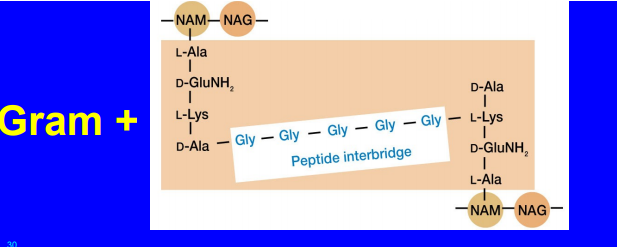 NAM NAG
L-Ala
D-GluNH2
L-Lys
D-Ala
Gram +
Gly Gly Gly Gly Gly
Peptide interbridge
D-Ala
L-Lys
D-GluNH2
L-Ala
NAM NAG
30